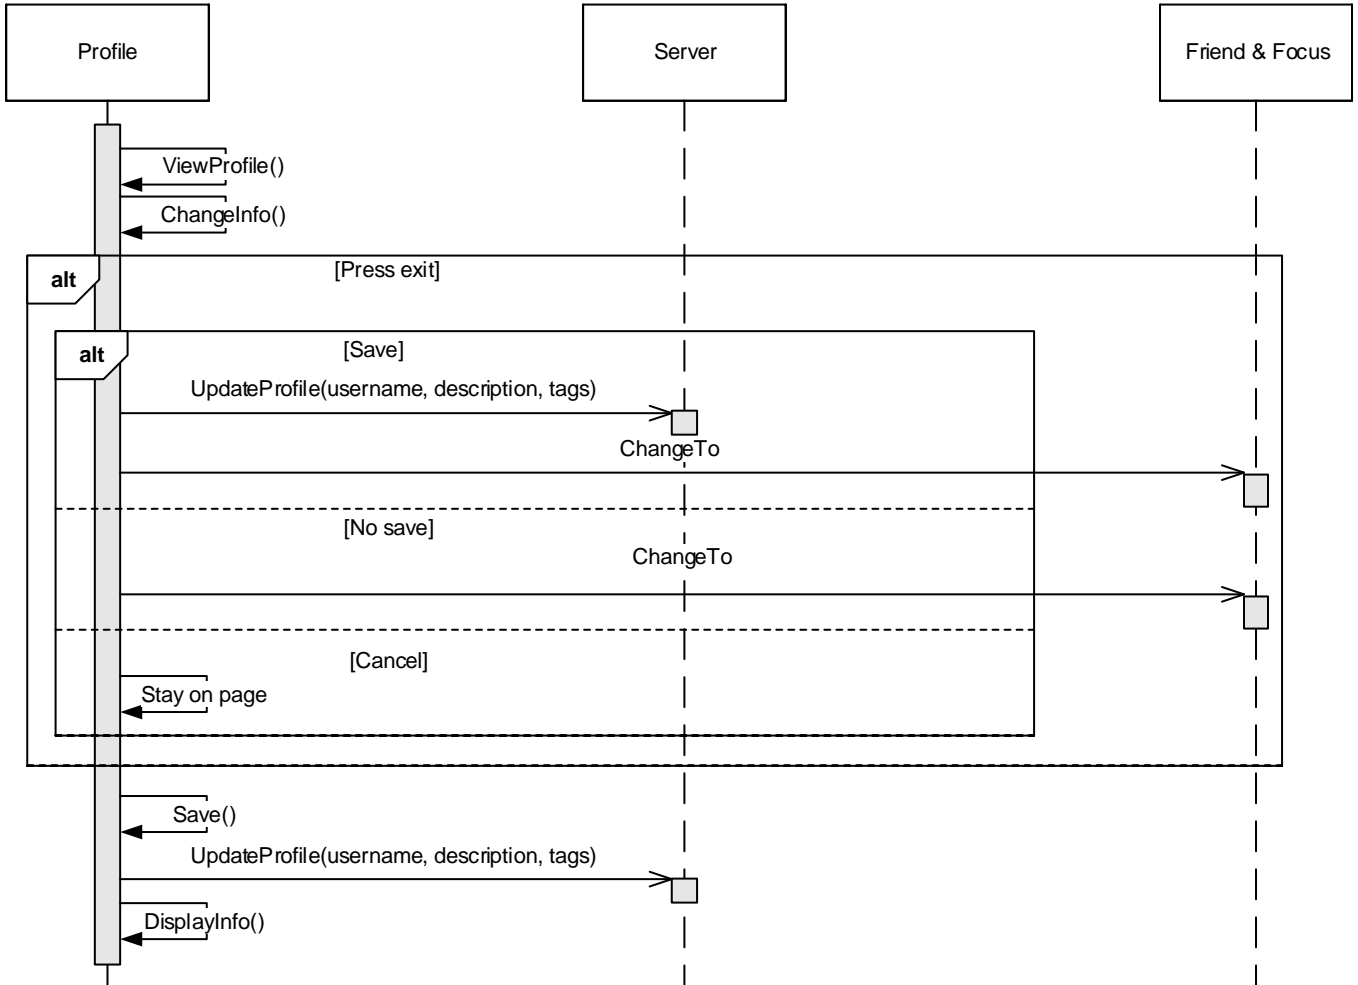 Profile
Server
Friend & Focus
ViewProfile()
ChangeInfo()
alt
[Press exit]
alt
[Save]
UpdateProfile(username, description, tags)
ChangeTo
[No save]
ChangeTo
[Cancel]
Stay on page
Save()
UpdateProfile(username, description, tags)
DisplayInfo()